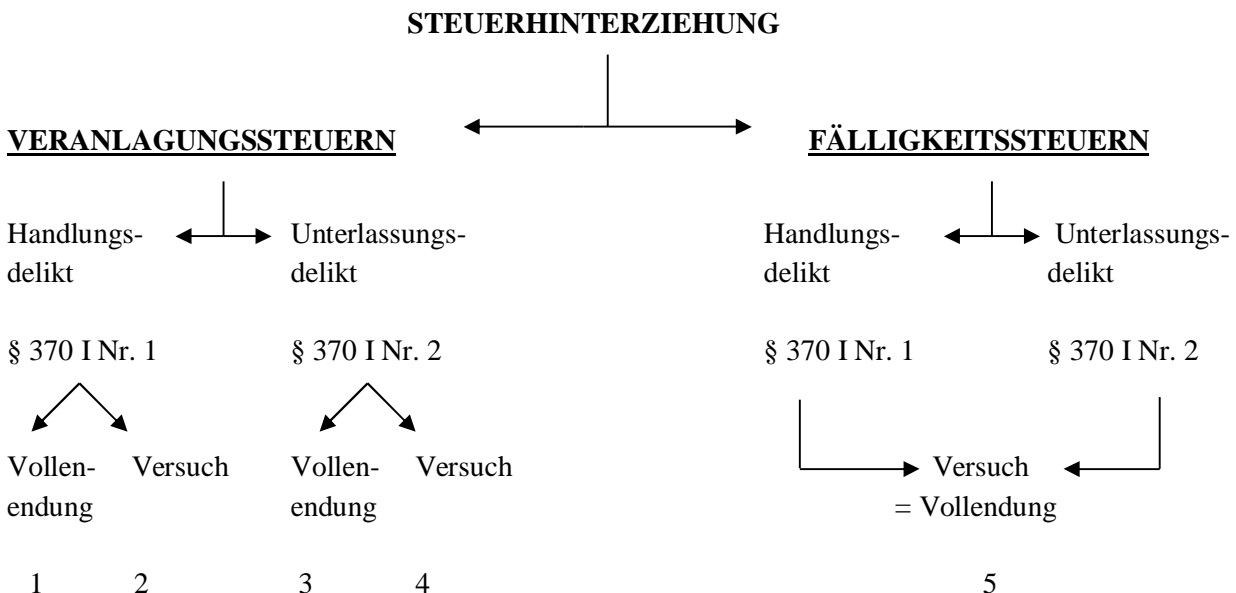 STEUERHINTERZIEHUNG
VERANLAGUNGSSTEUERN FÄLLIGKEITSSTEUERN
Handlungs- Unterlassungs- Handlungs- Unterlassungs-
delikt delikt delikt delikt
§ 370 I Nr. 1 § 370 I Nr. 2 § 370 I Nr. 1 § 370 I Nr. 2
Vollen- Versuch Vollen- Versuch Versuch
endung endung = Vollendung
1 2 3 4 5